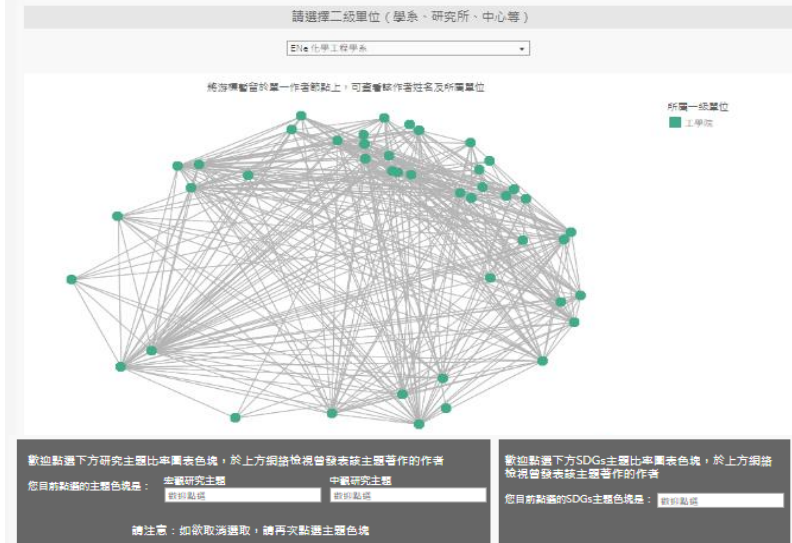 請選擇二級單位（學系、研究所、中心等）
ENe 化學工程學系
將游標暫留於單一作者節點上，可查看該作者姓名及所屬單位
所屬一級單位
工學院
歡迎點選下方研究主題比率圖表色塊，於上方網絡檢視曾發表該主題著作的作者
您目前點選的主題色塊是：
宏觀研究主題
中觀研究主題
歡迎點選
歡迎點選
請注意：如欲取消選取，請再次點選主題色塊
歡迎點選下方SDGs主題比率圖表色塊，於上方網絡
檢視曾發表該主題著作的作者
您目前點選的SDGs主題色塊是：
歡迎點選